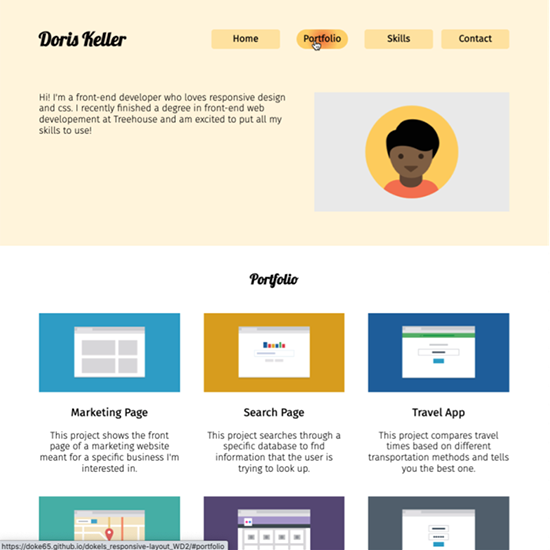 Doris Keller
Home
Portfolio
Skills
Contact
Hi! I'm a front-end developer who loves responsive design
and css. I recently finished a degree in front-end web
developement at Treehouse and am excited to put all my
skills to use!
Portfolio
Marketing Page
This project shows the front
page of a marketing website
meant for a specific business I'm
interested in.
Search Page
This project searches through a
specific database to fnd
information that the user is
trying to look up.
Travel App
This project compares travel
times based on different
transportation methods and tells
you the best one.
https://doke65.github.io/dokels_responsive-layout_WD2/#portfolio